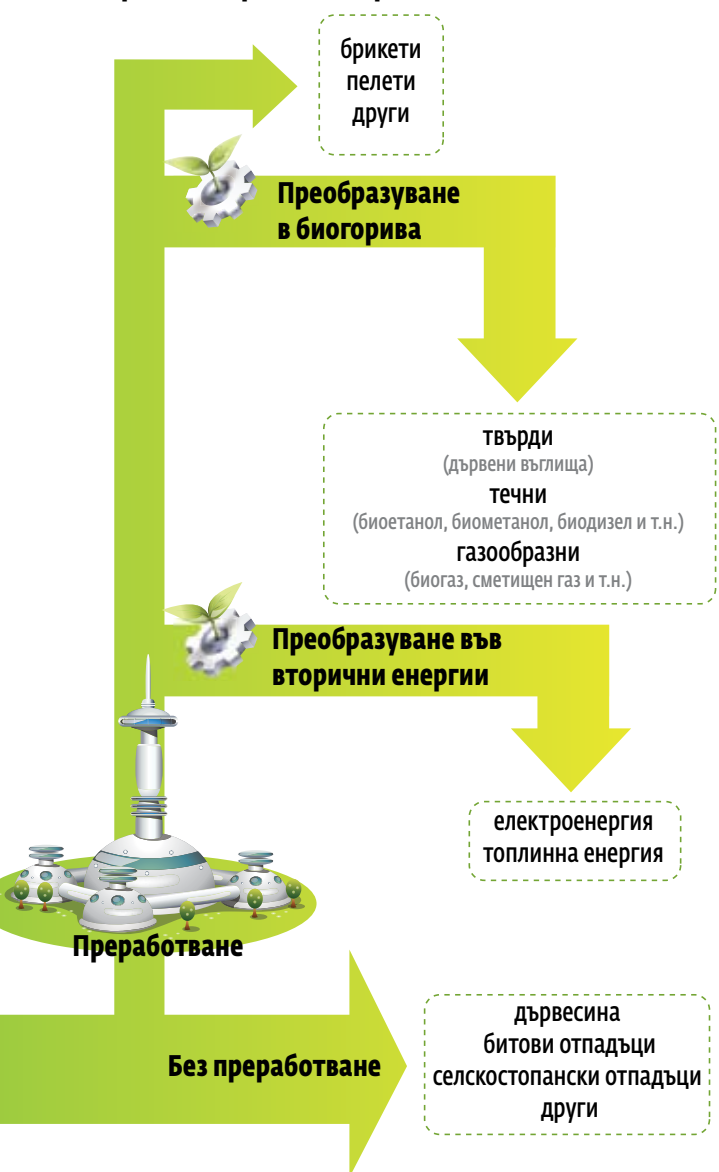 брикети
пелети
други
Преобразуване
в биогорива
твърди
(дървени въглища)
течни
(биоетанол, биометанол, биодизел и т.н.)
газообразни
(биогаз, сметищен газ и т.н.)
Преобразуване във
вторични енергии
електроенергия
топлинна енергия
Преработване
Без преработване
дървесина
битови отпадъци
селскостопански отпадъци
други